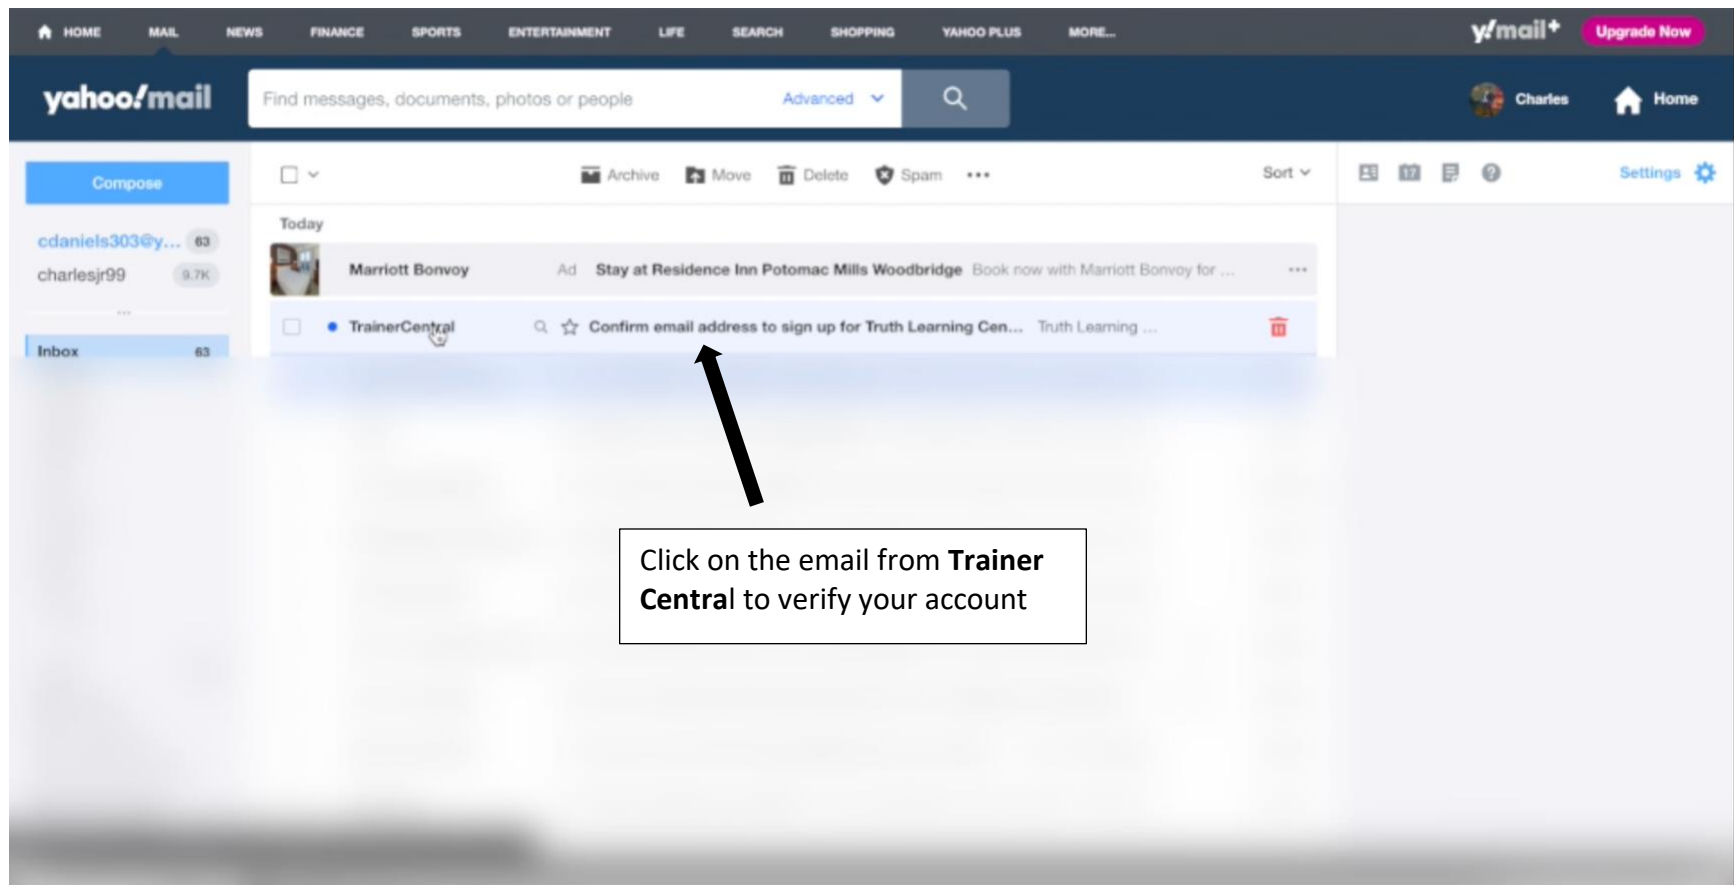 HOME MAIL NEWS FINANCE SPORTS ENTERTAINMENT LIFE SEARCH SHOPPING YAHOO PLUS MORE... y!mail+ Upgrade Now
yahoo!mail Find messages, documents, photos or people Advanced Charles Home
Compose Archive Move Delete Spam ... Sort 17 Settings
Today
cdaniels303@y... 63
charlesjr99 9.7K
Marriott Bonvoy Ad Stay at Residence Inn Potomac Mills Woodbridge Book now with Marriott Bonvoy for ...
TrainerCentral Confirm email address to sign up for Truth Learning Cen... Truth Learning ...
Inbox 63
Click on the email from Trainer
Central to verify your account